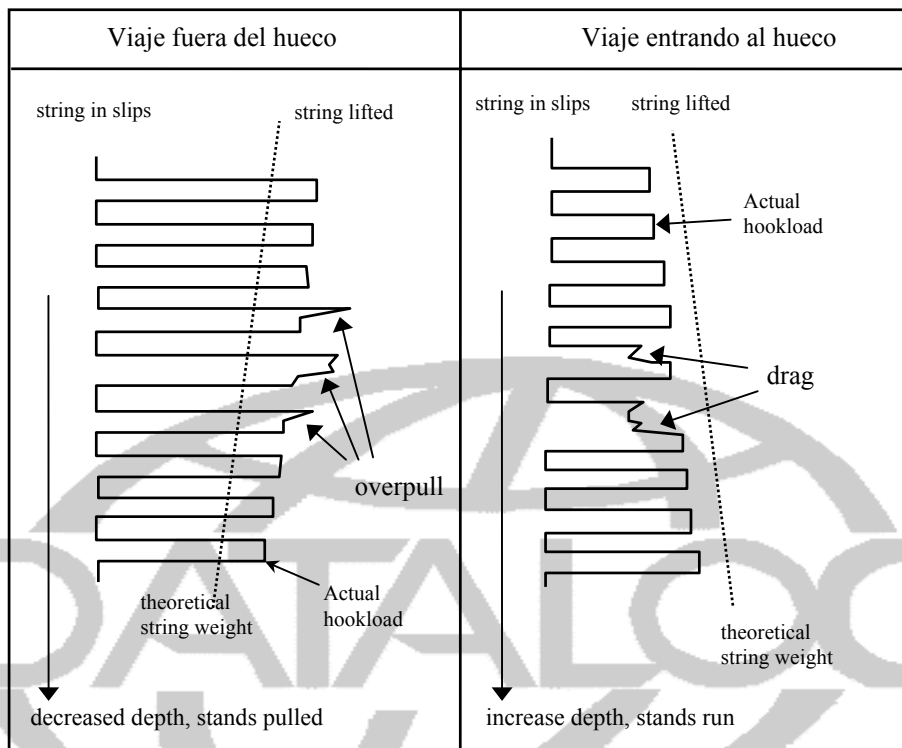 Viaje fuera del hueco
string in slips
string lifted
overpull
theoretical
string weight
Actual
hookload
decreased depth, stands pulled
Viaje entrando al hueco
string in slips
string lifted
Actual
hookload
drag
theoretical
string weight
increase depth, stands run
DATALOG